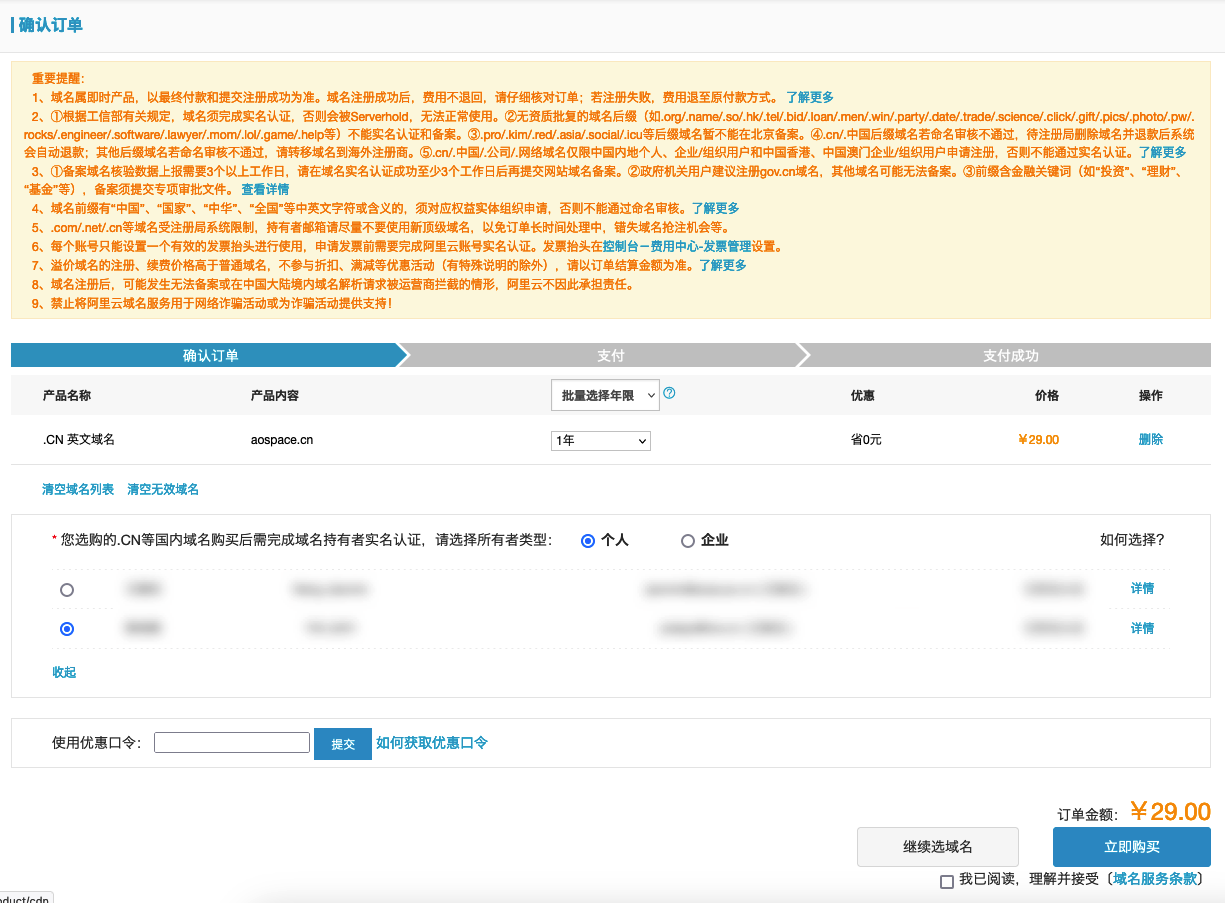 确认订单
重要提醒：
1、域名属即时产品，以最终付款和提交注册成功为准。域名注册成功后，费用不退回，请仔细核对订单；若注册失败，费用退至原付款方式。 了解更多
2、①根据工信部有关规定，域名须完成实名认证，否则会被Serverhold，无法正常使用。②无资质批复的域名后缀（如.org/.name/.so/.hk/.tel/.bid/.loan/.men/.win/.party/.date/.trade/.science/.click/.gift/.pics/.photo/.pw/.
rocks/.engineer/.software/.lawyer/.mom/.lol/.game/.help等）不能实名认证和备案。③.pro/.kim/.red/.asia/.social/.icu等后缀域名暂不能在北京备案。④.cn/.中国后缀域名若命名审核不通过，待注册局删除域名并退款后系统
会自动退款；其他后缀域名若命名审核不通过，请转移域名到海外注册商。⑤.cn/.中国/.公司/.网络域名仅限中国内地个人、企业/组织用户和中国香港、中国澳门企业/组织用户申请注册，否则不能通过实名认证。了解更多
3、①备案域名核验数据上报需要3个以上工作日，请在域名实名认证成功至少3个工作日后再提交网站域名备案。②政府机关用户建议注册gov.cn域名，其他域名可能无法备案。③前缀含金融关键词（如“投资”、“理财”、
“基金”等），备案须提交专项审批文件。 查看详情
4、域名前缀有“中国”、“国家”、“中华”、“全国”等中英文字符或含义的，须对应权益实体组织申请，否则不能通过命名审核。了解更多
5、.com/.net/.cn等域名受注册局系统限制，持有者邮箱请尽量不要使用新顶级域名，以免订单长时间处理中，错失域名抢注机会等。
6、每个账号只能设置一个有效的发票抬头进行使用，申请发票前需要完成阿里云账号实名认证。发票抬头在控制台－费用中心-发票管理设置。
7、溢价域名的注册、续费价格高于普通域名，不参与折扣、满减等优惠活动（有特殊说明的除外），请以订单结算金额为准。了解更多
8、域名注册后，可能发生无法备案或在中国大陆境内域名解析请求被运营商拦截的情形，阿里云不因此承担责任。
9、禁止将阿里云域名服务用于网络诈骗活动或为诈骗活动提供支持！
确认订单 支付 支付成功
产品名称 产品内容 批量选择年限 ? 优惠 价格 操作
.CN 英文域名 aospace.cn 1年 省0元 ￥29.00 删除
清空域名列表 清空无效域名
* 您选购的.CN等国内域名购买后需完成域名持有者实名认证，请选择所有者类型： 个人 企业 如何选择?
详情
详情
收起
使用优惠口令： 提交 如何获取优惠口令
订单金额： ￥29.00
继续选域名 立即购买
我已阅读，理解并接受〔域名服务条款〕
oduct/cdn